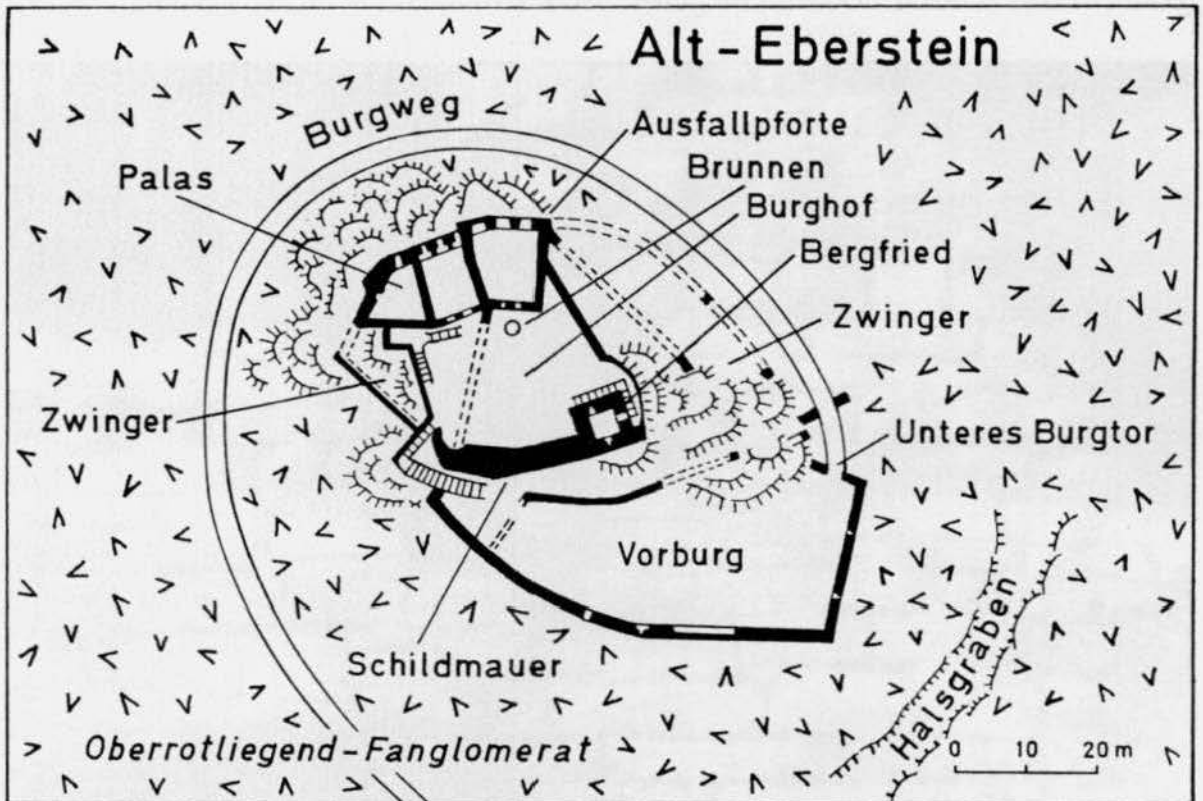 Alt-Eberstein
Burgweg
Ausfallpforte
Palas
Brunnen
Burghof
Bergfried
Zwinger
Zwinger
Unteres Burgtor
Vorburg
Schildmauer
Halsgraben
Oberrotliegend-Fanglomerat
0 10 20 m